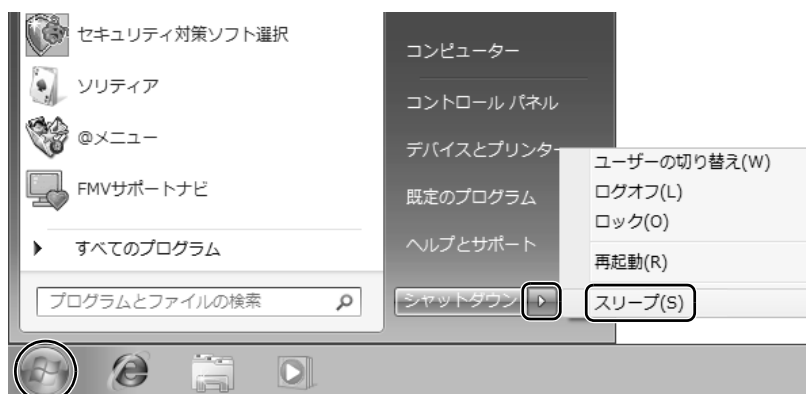 セキュリティ対策ソフト選択
ソリティア
@メニュー
FMVサポートナビ
すべてのプログラム
プログラムとファイルの検索
コンピューター
コントロール パネル
デバイスとプリンター
既定のプログラム
ヘルプとサポート
シャットダウン
ユーザーの切り替え(W)
ログオフ(L)
ロック(O)
再起動(R)
スリープ(S)